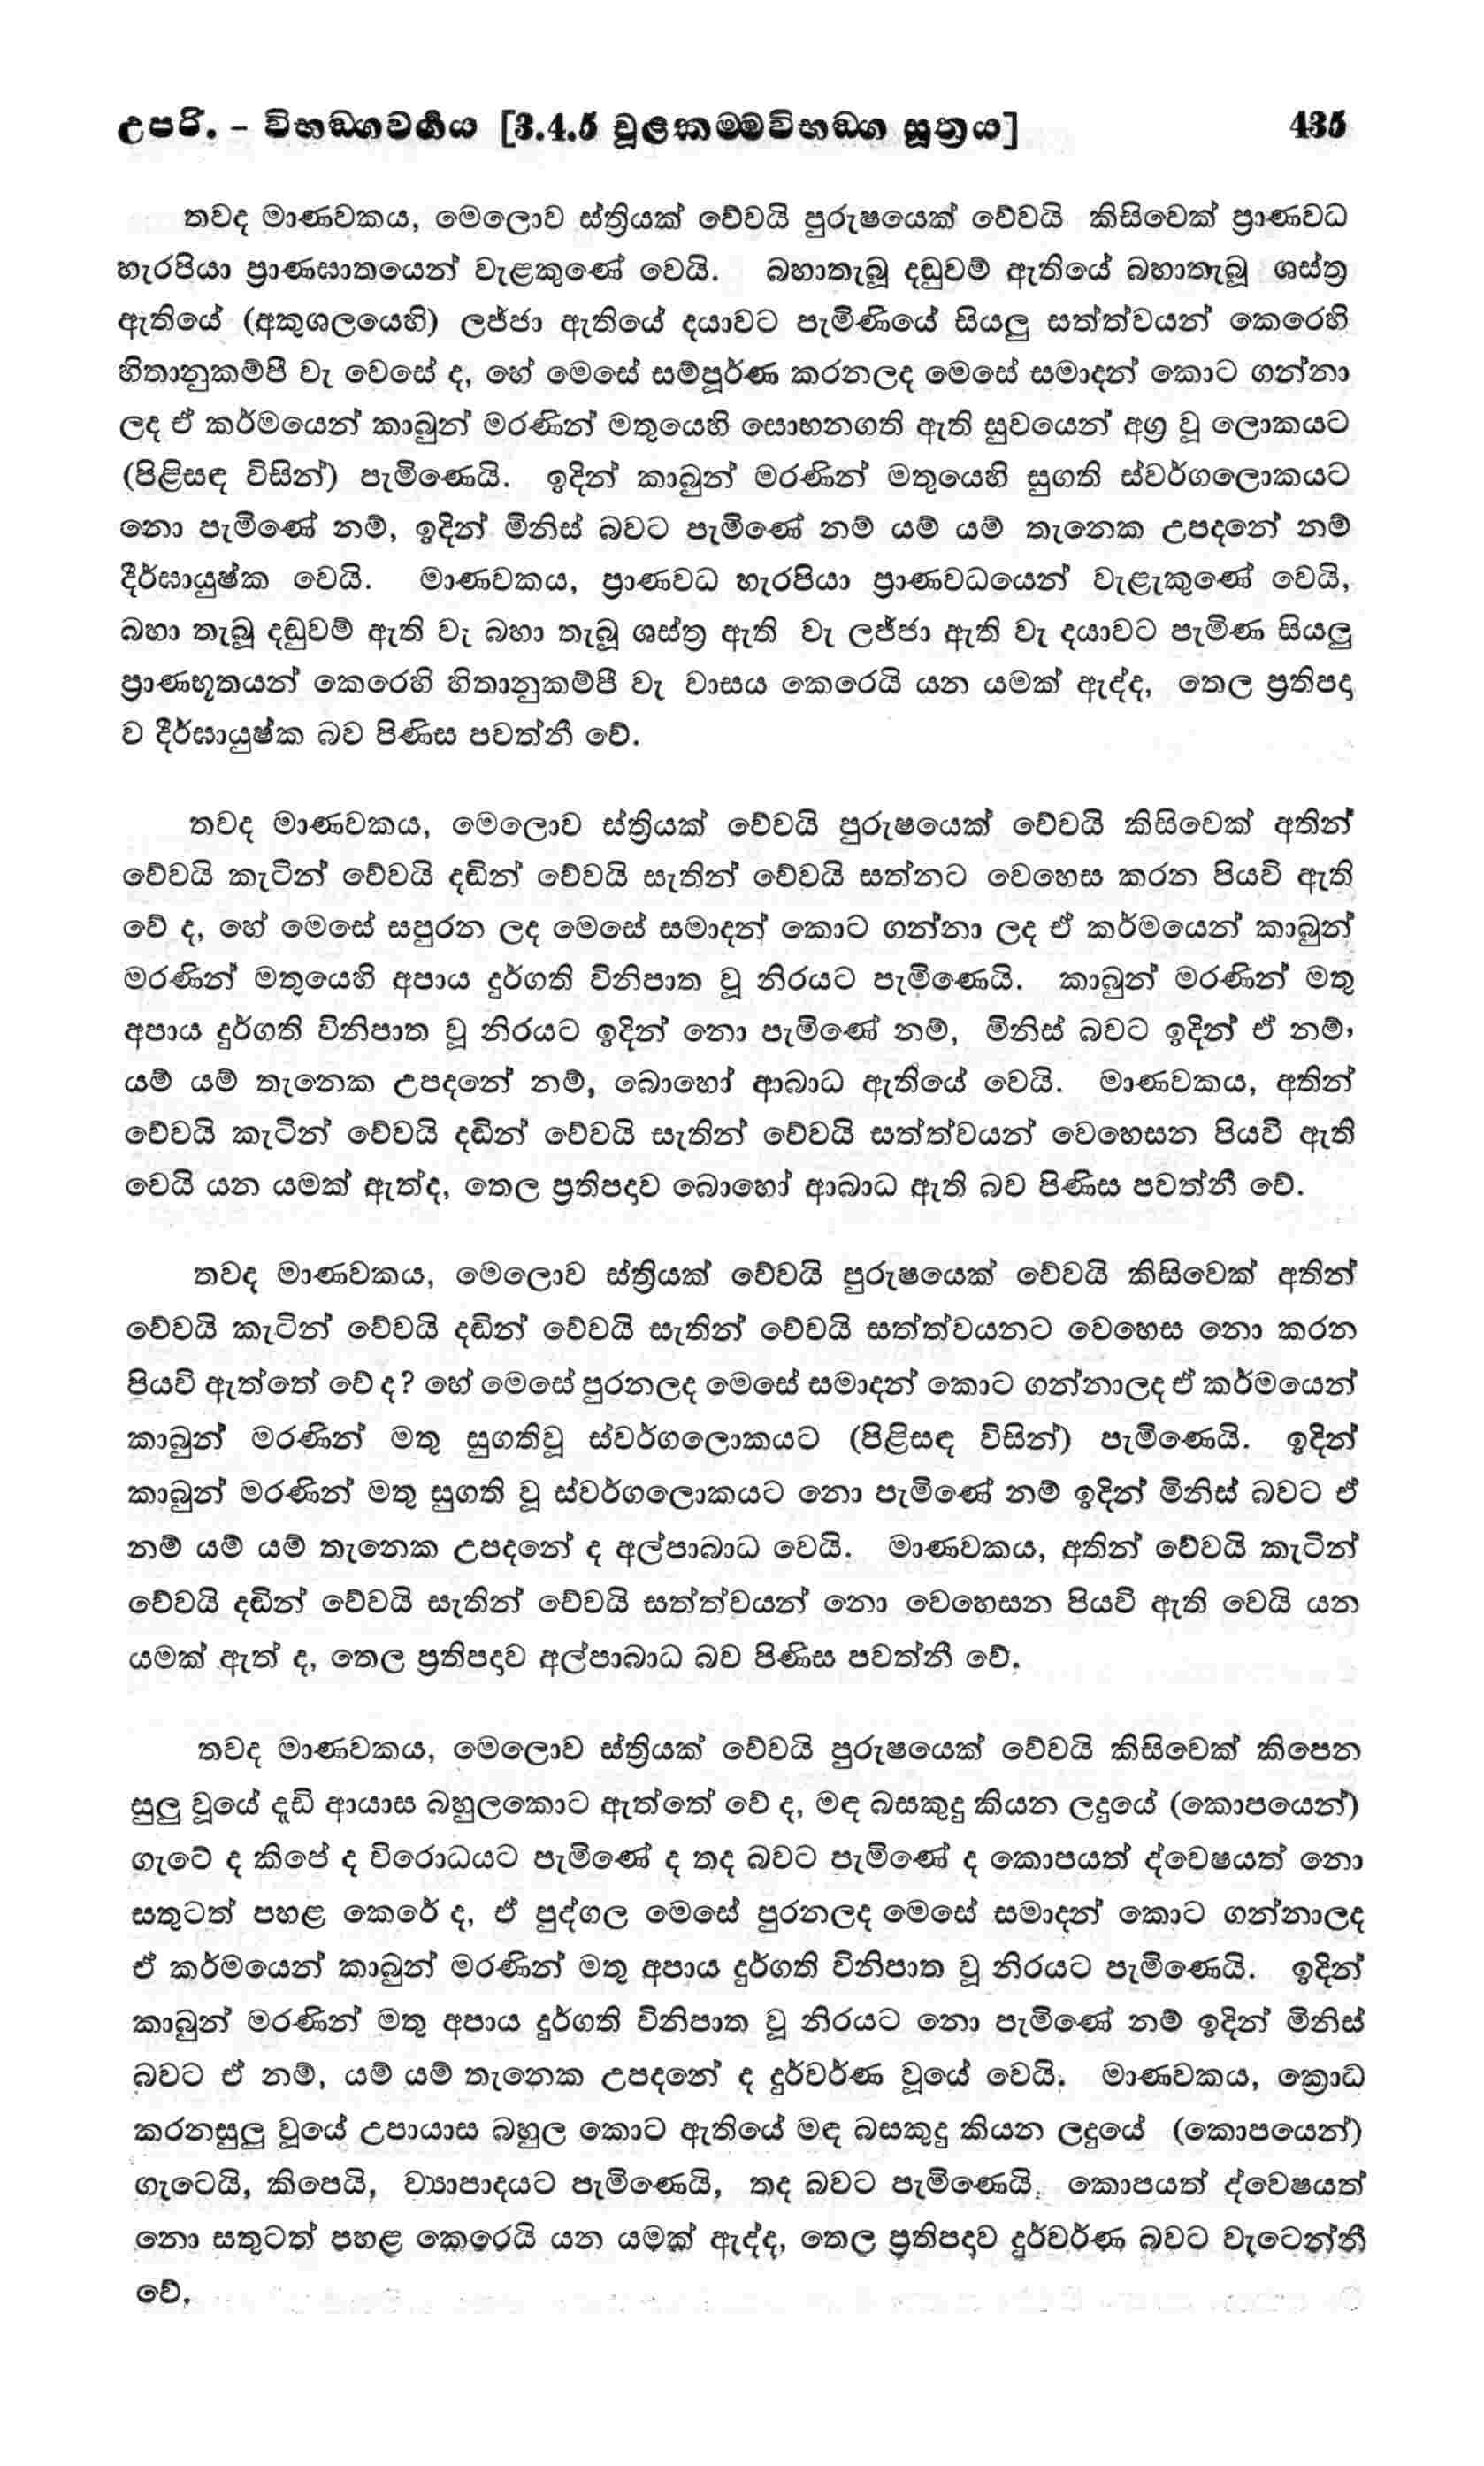 උපරි. – විභඞ්ගවර්ගය [3.4.5 චූළකම්මවිභඞ්ග සූත්‍රය] 435
තවද මාණවකය, මෙලොව ස්ත්‍රියක් වේවයි පුරුෂයෙක් වේවයි කිසිවෙක් ප්‍රාණවධ
හැරපියා ප්‍රාණඝාතයෙන් වැළකුණේ වෙයි. බහාතැබූ දඬුවම් ඇතියේ බහාතැබූ ශස්ත්‍ර
ඇතියේ (අකුශලයෙහි) ලජ්ජා ඇතියේ දයාවට පැමිණියේ සියලු සත්ත්වයන් කෙරෙහි
හිතානුකම්පී වැ වෙසේ ද, හේ මෙසේ සම්පූර්ණ කරනලද මෙසේ සමාදන් කොට ගන්නා
ලද ඒ කර්මයෙන් කාබුන් මරණින් මතුයෙහි සොභනගති ඇති සුවයෙන් අග්‍ර වූ ලොකයට
(පිළිසඳ විසින්) පැමිණෙයි. ඉදින් කාබුන් මරණින් මතුයෙහි සුගති ස්වර්ගලොකයට
නො පැමිණේ නම්, ඉදින් මිනිස් බවට පැමිණේ නම් යම් යම් තැනෙක උපදනේ නම්
දීර්ඝායුෂ්ක වෙයි. මාණවකය, ප්‍රාණවධ හැරපියා ප්‍රාණවධයෙන් වැළැකුණේ වෙයි,
බහා තැබූ දඬුවම් ඇති වැ බහා තැබූ ශස්ත්‍ර ඇති වැ ලජ්ජා ඇති වැ දයාවට පැමිණ සියලු
ප්‍රාණභූතයන් කෙරෙහි හිතානුකම්පී වැ වාසය කෙරෙයි යන යමක් ඇද්ද, තෙල ප්‍රතිපදා
ව දීර්ඝායුෂ්ක බව පිණිස පවත්නී වේ.
තවද මාණවකය, මෙලොව ස්ත්‍රියක් වේවයි පුරුෂයෙක් වේවයි කිසිවෙක් අතින්
වේවයි කැටින් වේවයි දඬින් වේවයි සැතින් වේවයි සත්නට වෙහෙස කරන පියවි ඇති
වේ ද, හේ මෙසේ සපුරන ලද මෙසේ සමාදන් කොට ගන්නා ලද ඒ කර්මයෙන් කාබුන්
මරණින් මතුයෙහි අපාය දුර්ගති විනිපාත වූ නිරයට පැමිණෙයි. කාබුන් මරණින් මතු
අපාය දුර්ගති විනිපාත වූ නිරයට ඉදින් නො පැමිණේ නම්, මිනිස් බවට ඉදින් ඒ නම්,
යම් යම් තැනෙක උපදනේ නම්, බොහෝ ආබාධ ඇතියේ වෙයි. මාණවකය, අතින්
වේවයි කැටින් වේවයි දඬින් වේවයි සැතින් වේවයි සත්ත්වයන් වෙහෙසන පියවි ඇති
වෙයි යන යමක් ඇත්ද, තෙල ප්‍රතිපදාව බොහෝ ආබාධ ඇති බව පිණිස පවත්නී වේ.
තවද මාණවකය, මෙලොව ස්ත්‍රියක් වේවයි පුරුෂයෙක් වේවයි කිසිවෙක් අතින්
වේවයි කැටින් වේවයි දඬින් වේවයි සැතින් වේවයි සත්ත්වයනට වෙහෙස නො කරන
පියවි ඇත්තේ වේ ද? හේ මෙසේ පුරනලද මෙසේ සමාදන් කොට ගන්නාලද ඒ කර්මයෙන්
කාබුන් මරණින් මතු සුගතිවූ ස්වර්ගලොකයට (පිළිසඳ විසින්) පැමිණෙයි. ඉදින්
කාබුන් මරණින් මතු සුගති වූ ස්වර්ගලොකයට නො පැමිණේ නම් ඉදින් මිනිස් බවට ඒ
නම් යම් යම් තැනෙක උපදනේ ද අල්පාබාධ වෙයි. මාණවකය, අතින් වේවයි කැටින්
වේවයි දඬින් වේවයි සැතින් වේවයි සත්ත්වයන් නො වෙහෙසන පියවි ඇති වෙයි යන
යමක් ඇත් ද, තෙල ප්‍රතිපදාව අල්පාබාධ බව පිණිස පවත්නී වේ.
තවද මාණවකය, මෙලොව ස්ත්‍රියක් වේවයි පුරුෂයෙක් වේවයි කිසිවෙක් කිපෙන
සුලු වූයේ දැඩි ආයාස බහුලකොට ඇත්තේ වේ ද, මඳ බසකුදු කියන ලදුයේ (කොපයෙන්)
ගැටේ ද කිපේ ද විරොධයට පැමිණේ ද තද බවට පැමිණේ ද කොපයත් ද්වෙෂයත් නො
සතුටත් පහළ කෙරේ ද, ඒ පුද්ගල මෙසේ පුරනලද මෙසේ සමාදන් කොට ගන්නාලද
ඒ කර්මයෙන් කාබුන් මරණින් මතු අපාය දුර්ගති විනිපාත වූ නිරයට පැමිණෙයි. ඉදින්
කාබුන් මරණින් මතු අපාය දුර්ගති විනිපාත වූ නිරයට නො පැමිණේ නම් ඉදින් මිනිස්
බවට ඒ නම්, යම් යම් තැනෙක උපදනේ ද දුර්වර්ණ වූයේ වෙයි. මාණවකය, ක්‍රොධ
කරනසුලු වූයේ උපායාස බහුල කොට ඇතියේ මඳ බසකුදු කියන ලදුයේ (කොපයෙන්)
ගැටෙයි, කිපෙයි, ව්‍යාපාදයට පැමිණෙයි, තද බවට පැමිණෙයි. කොපයත් ද්වෙෂයත්
නො සතුටත් පහළ කෙරෙයි යන යමක් ඇද්ද, තෙල ප්‍රතිපදාව දුර්වර්ණ බවට වැටෙන්නී
වේ.